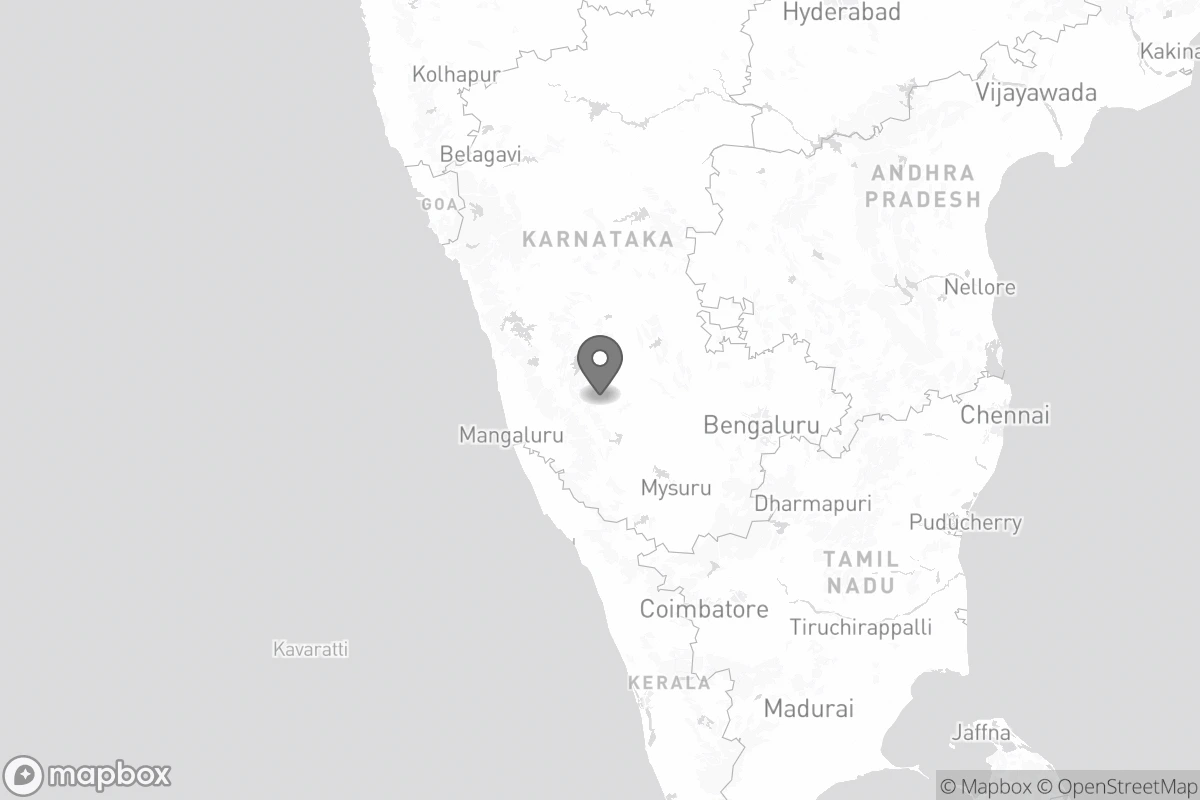 Hyderabad
Kolhapur
Vijayawada
Belagavi
ANDHRA
PRADESH
GOA
KARNATAKA
Nellore
Chennai
Mangaluru
Bengaluru
Mysuru
Dharmapuri
Puducherry
TAMIL
NADU
Coimbatore
Tiruchirappalli
Kavaratti
KERALA
Madurai
Jaffna
mapbox
© Mapbox © OpenStreetMap
Kakina